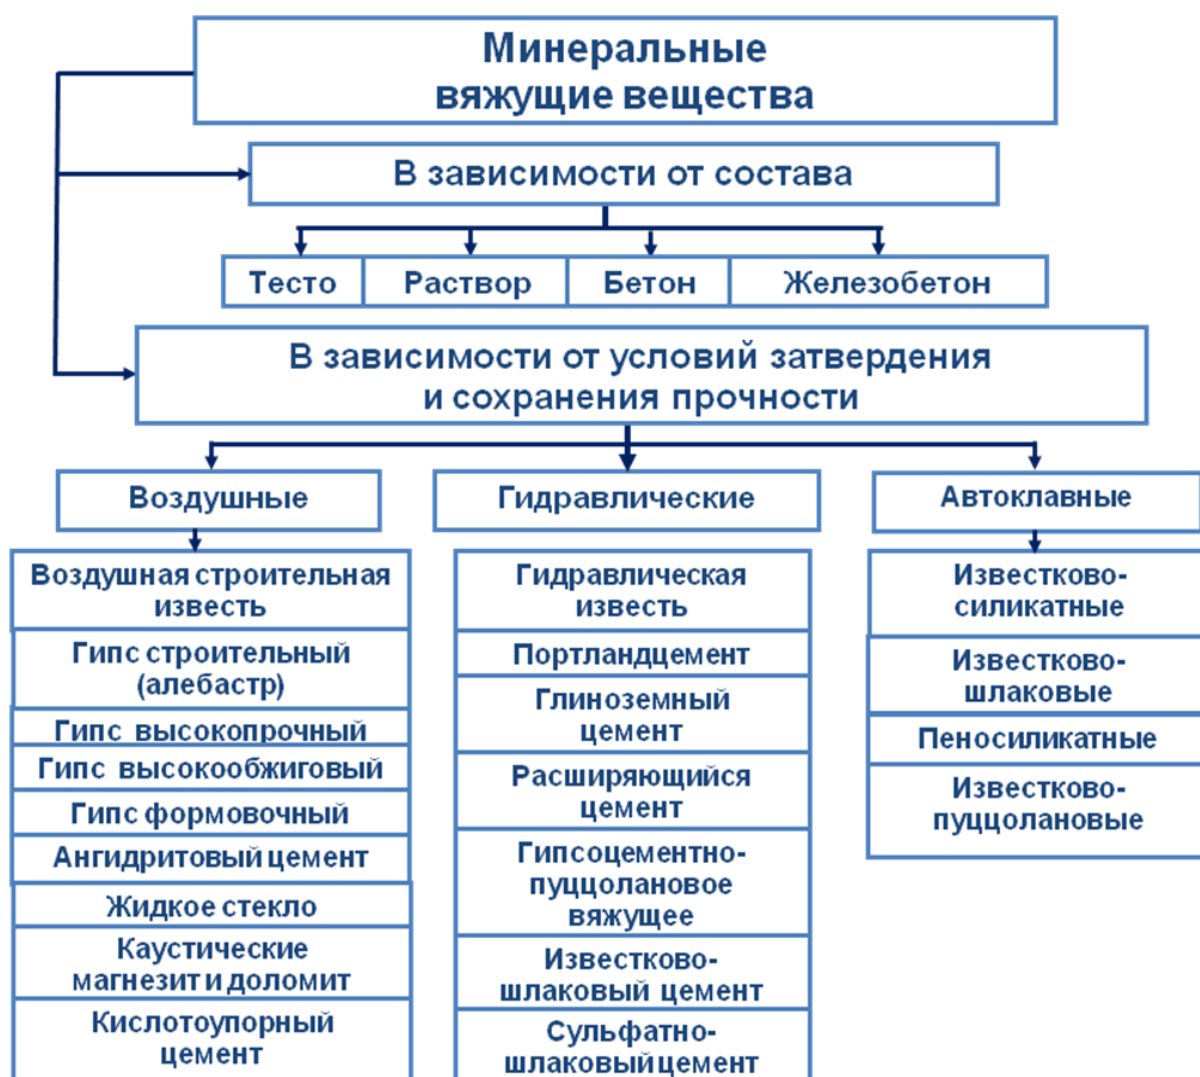 Минеральные
вяжущие вещества
В зависимости от состава
Тесто
Раствор
Бетон
Железобетон
В зависимости от условий затвердения
и сохранения прочности
Воздушные
Гидравлические
Автоклавные
Воздушная строительная
известь
Гипс строительный
(алебастр)
Гипс высокопрочный
Гипс высокообжиговый
Гипс формовочный
Ангидритовый цемент
Жидкое стекло
Каустические
магнезит и доломит
Кислотоупорный
цемент
Гидравлическая
известь
Портландцемент
Глиноземный
цемент
Расширяющийся
цемент
Гипсоцементно-
пуццолановое
вяжущее
Известково-
шлаковый цемент
Сульфатно-
шлаковый цемент
Известково-
силикатные
Известково-
шлаковые
Пеносиликатные
Известково-
пуццолановые